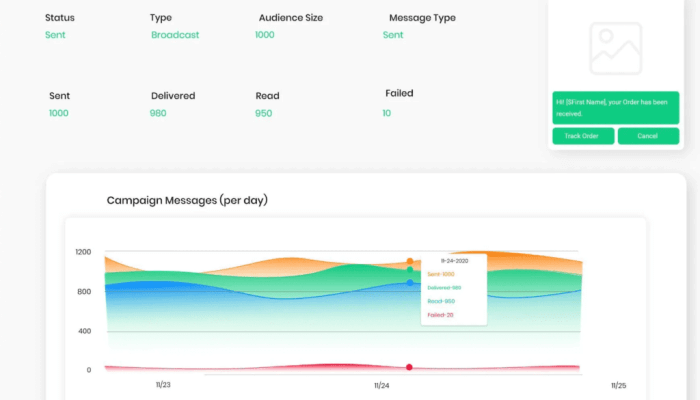 Status Type Audience Size Message Type
Sent Broadcast 1000 Sent
Sent Delivered Read Failed
1000 980 950 10
Hi! {$First Name}, your Order has been
received.
Track Order Cancel
Campaign Messages (per day)
1200
800
400
0
9-24-2020
Sent-1000
Delivered-980
Read-950
Failed-20
11/23 11/24 11/25